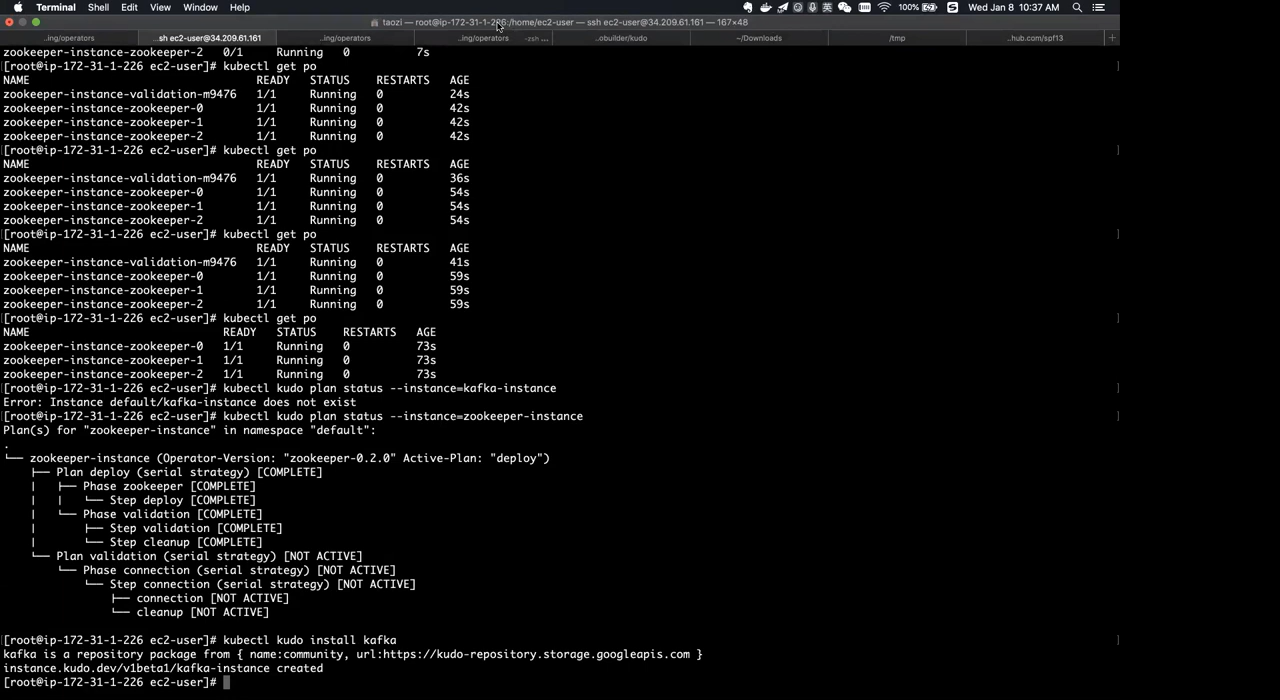 Terminal Shell Edit View Window Help 100% Wed Jan 8 10:37 AM
taozi — root@ip-172-31-1-226:/home/ec2-user — ssh ec2-user@34.209.61.161 — 167×48
..ing/operators ...sh ec2-user@34.209.61.161 ..ing/operators ..ing/operators -zsh ... ..obuilder/kudo ~/Downloads /tmp ..hub.com/spf13 +
zookeeper-instance-zookeeper-2 0/1 Running 0 7s
[root@ip-172-31-1-226 ec2-user]# kubectl get po
NAME READY STATUS RESTARTS AGE
zookeeper-instance-validation-m9476 1/1 Running 0 24s
zookeeper-instance-zookeeper-0 1/1 Running 0 42s
zookeeper-instance-zookeeper-1 1/1 Running 0 42s
zookeeper-instance-zookeeper-2 1/1 Running 0 42s
[root@ip-172-31-1-226 ec2-user]# kubectl get po
NAME READY STATUS RESTARTS AGE
zookeeper-instance-validation-m9476 1/1 Running 0 36s
zookeeper-instance-zookeeper-0 1/1 Running 0 54s
zookeeper-instance-zookeeper-1 1/1 Running 0 54s
zookeeper-instance-zookeeper-2 1/1 Running 0 54s
[root@ip-172-31-1-226 ec2-user]# kubectl get po
NAME READY STATUS RESTARTS AGE
zookeeper-instance-validation-m9476 1/1 Running 0 41s
zookeeper-instance-zookeeper-0 1/1 Running 0 59s
zookeeper-instance-zookeeper-1 1/1 Running 0 59s
zookeeper-instance-zookeeper-2 1/1 Running 0 59s
[root@ip-172-31-1-226 ec2-user]# kubectl get po
NAME READY STATUS RESTARTS AGE
zookeeper-instance-zookeeper-0 1/1 Running 0 73s
zookeeper-instance-zookeeper-1 1/1 Running 0 73s
zookeeper-instance-zookeeper-2 1/1 Running 0 73s
[root@ip-172-31-1-226 ec2-user]# kubectl kudo plan status --instance=kafka-instance
Error: Instance default/kafka-instance does not exist
[root@ip-172-31-1-226 ec2-user]# kubectl kudo plan status --instance=zookeeper-instance
Plan(s) for "zookeeper-instance" in namespace "default":
.
└── zookeeper-instance (Operator-Version: "zookeeper-0.2.0" Active-Plan: "deploy")
├── Plan deploy (serial strategy) [COMPLETE]
| ├── Phase zookeeper [COMPLETE]
| | └── Step deploy [COMPLETE]
| └── Phase validation [COMPLETE]
| ├── Step validation [COMPLETE]
| └── Step cleanup [COMPLETE]
└── Plan validation (serial strategy) [NOT ACTIVE]
└── Phase connection (serial strategy) [NOT ACTIVE]
└── Step connection (serial strategy) [NOT ACTIVE]
├── connection [NOT ACTIVE]
└── cleanup [NOT ACTIVE]
[root@ip-172-31-1-226 ec2-user]# kubectl kudo install kafka
kafka is a repository package from { name:community, url:https://kudo-repository.storage.googleapis.com }
instance.kudo.dev/v1beta1/kafka-instance created
[root@ip-172-31-1-226 ec2-user]#